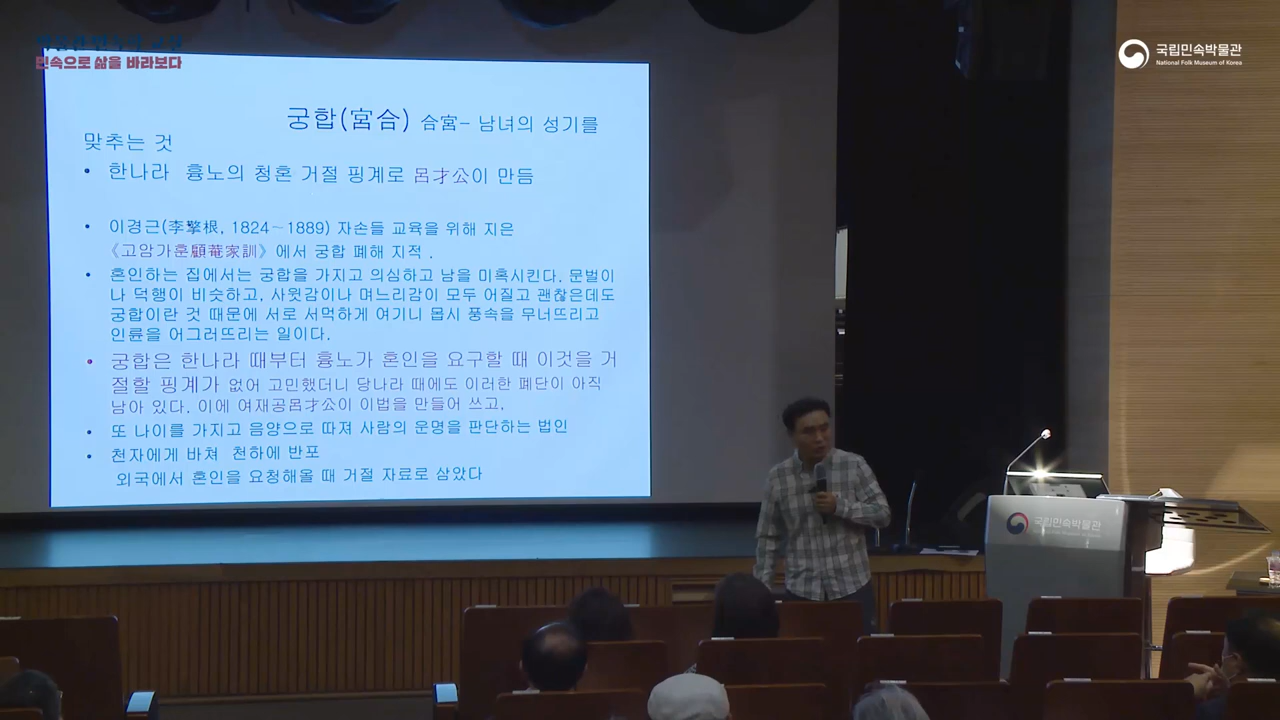 민속으로 삶을 바라보다
국립민속박물관
National Folk Museum of Korea
궁합(宮合) 合宮- 남녀의 성기를
맞추는 것
• 한나라 흉노의 청혼 거절 핑계로 呂才公이 만듬
• 이경근(李擎根, 1824~1889) 자손들 교육을 위해 지은
《고암가훈顧菴家訓》에서 궁합 폐해 지적 .
• 혼인하는 집에서는 궁합을 가지고 의심하고 남을 미혹시킨다. 문벌이
나 덕행이 비슷하고, 사윗감이나 며느리감이 모두 어질고 괜찮은데도
궁합이란 것 때문에 서로 서먹하게 여기니 몹시 풍속을 무너뜨리고
인륜을 어그러뜨리는 일이다.
• 궁합은 한나라 때부터 흉노가 혼인을 요구할 때 이것을 거
절할 핑계가 없어 고민했더니 당나라 때에도 이러한 폐단이 아직
남아 있다. 이에 여재공呂才公이 이법을 만들어 쓰고,
• 또 나이를 가지고 음양으로 따져 사람의 운명을 판단하는 법인
• 천자에게 바쳐 천하에 반포
외국에서 혼인을 요청해올 때 거절 자료로 삼았다
국립민속박물관